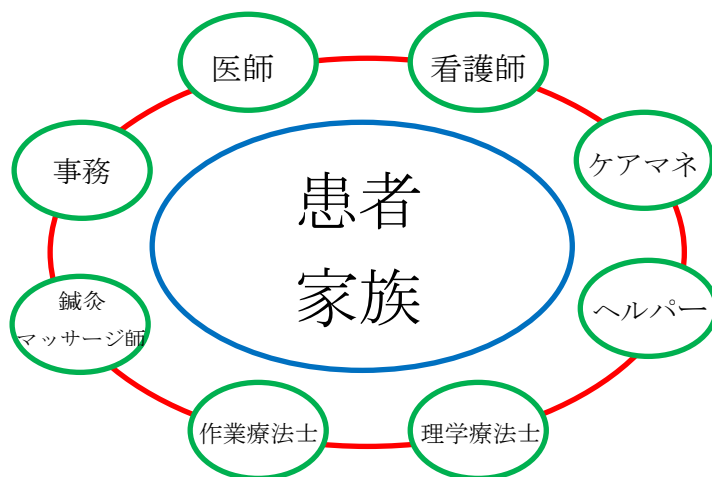 医師
看護師
事務
ケアマネ
患者
家族
鍼灸
マッサージ師
ヘルパー
作業療法士
理学療法士